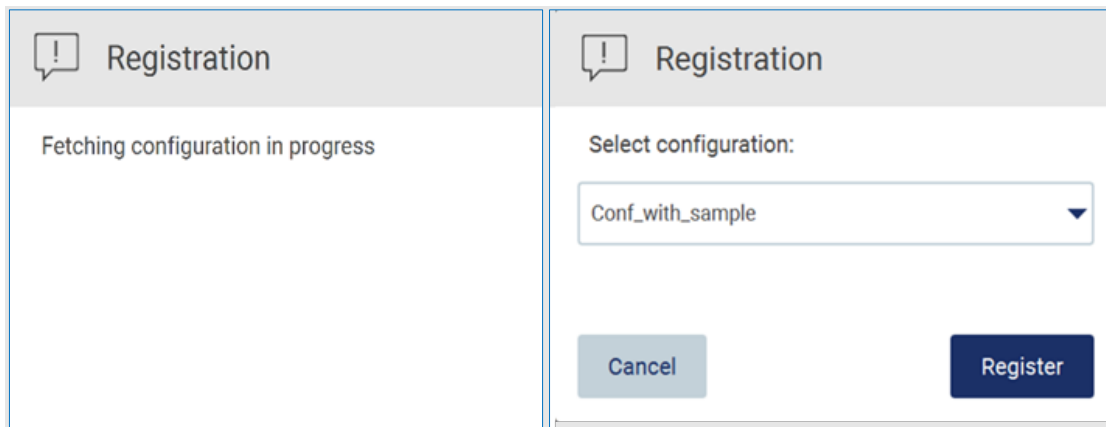 Registration
Fetching configuration in progress
Registration
Select configuration:
Conf_with_sample
Cancel
Register